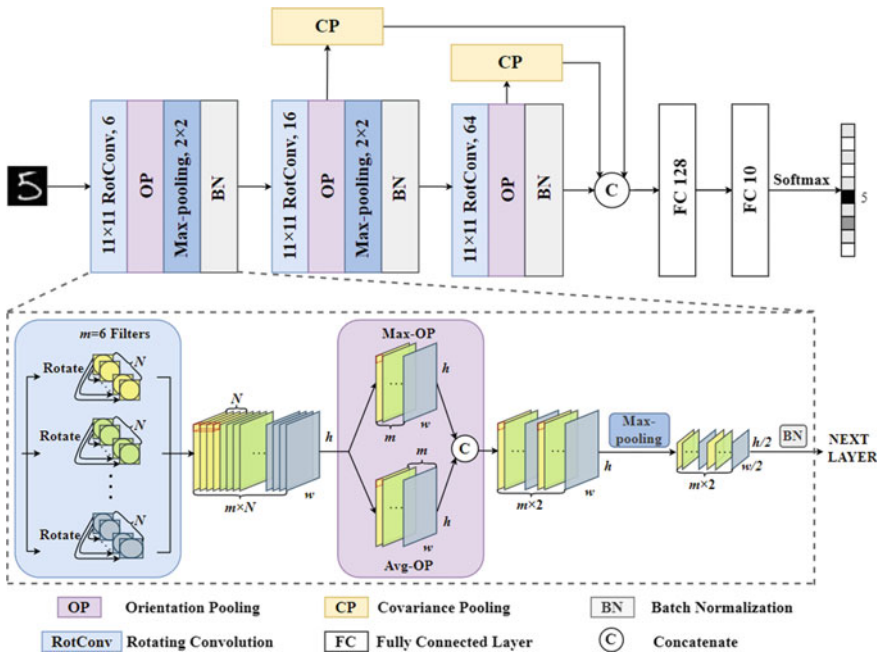 CP
CP
11×11 RotConv, 6
OP
Max-pooling, 2×2
BN
11×11 RotConv, 16
OP
Max-pooling, 2×2
BN
11×11 RotConv, 64
OP
BN
C
FC 128
FC 10
Softmax
5
5
m=6 Filters
Rotate
N
Rotate
N
Rotate
N
N
m×N
h
w
Max-OP
h
m
w
m
h
w
Avg-OP
C
m×2
h
w
Max-
pooling
m×2
h/2
w/2
BN
NEXT
LAYER
OP Orientation Pooling
CP Covariance Pooling
BN Batch Normalization
RotConv Rotating Convolution
FC Fully Connected Layer
C Concatenate